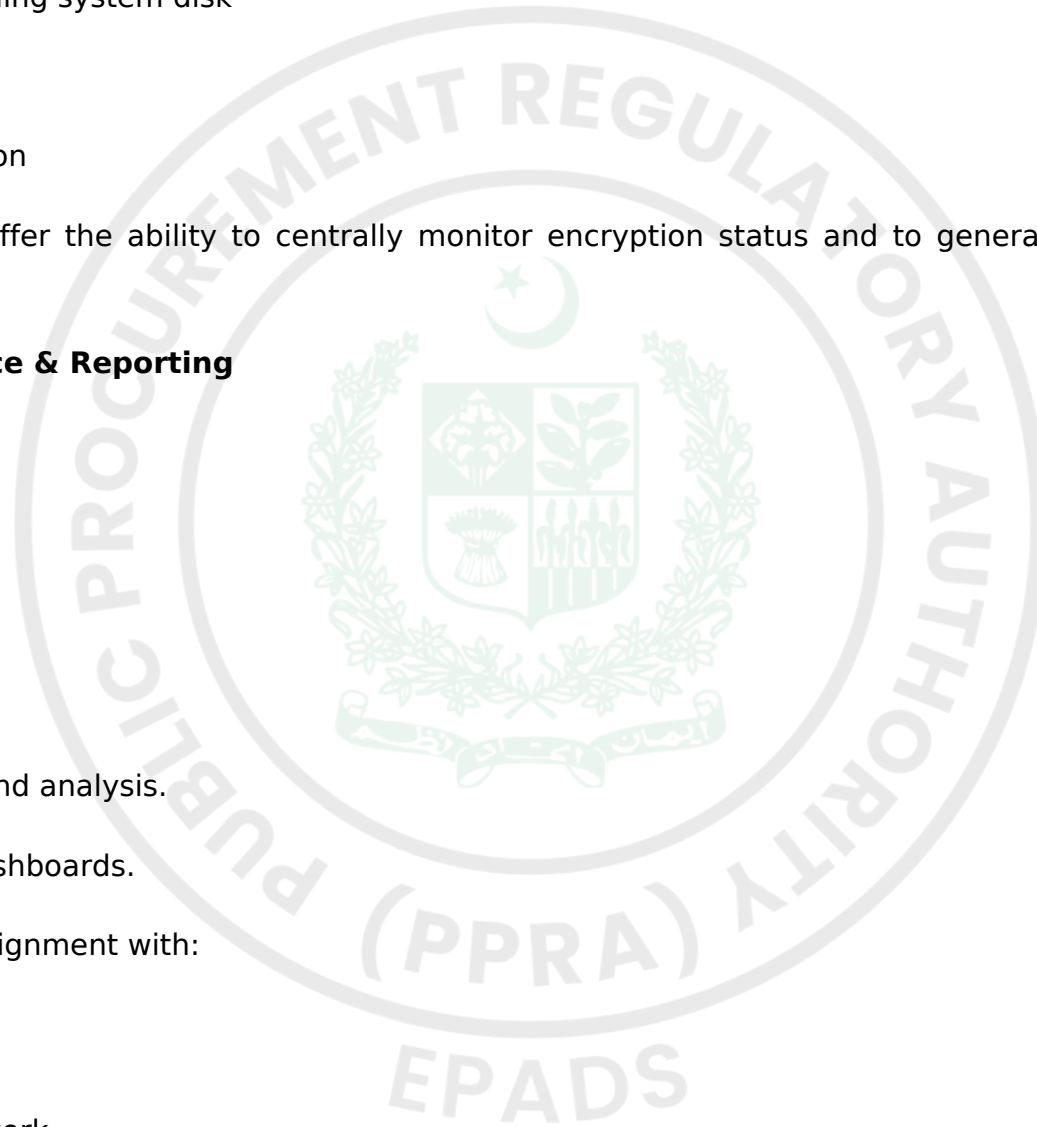 ing system disk
on
ffer the ability to centrally monitor encryption status and to genera
ce & Reporting
nd analysis.
shboards.
ignment with:
PUBLIC PROCUREMENT REGULATORY AUTHORITY
(PPRA)
EPADS